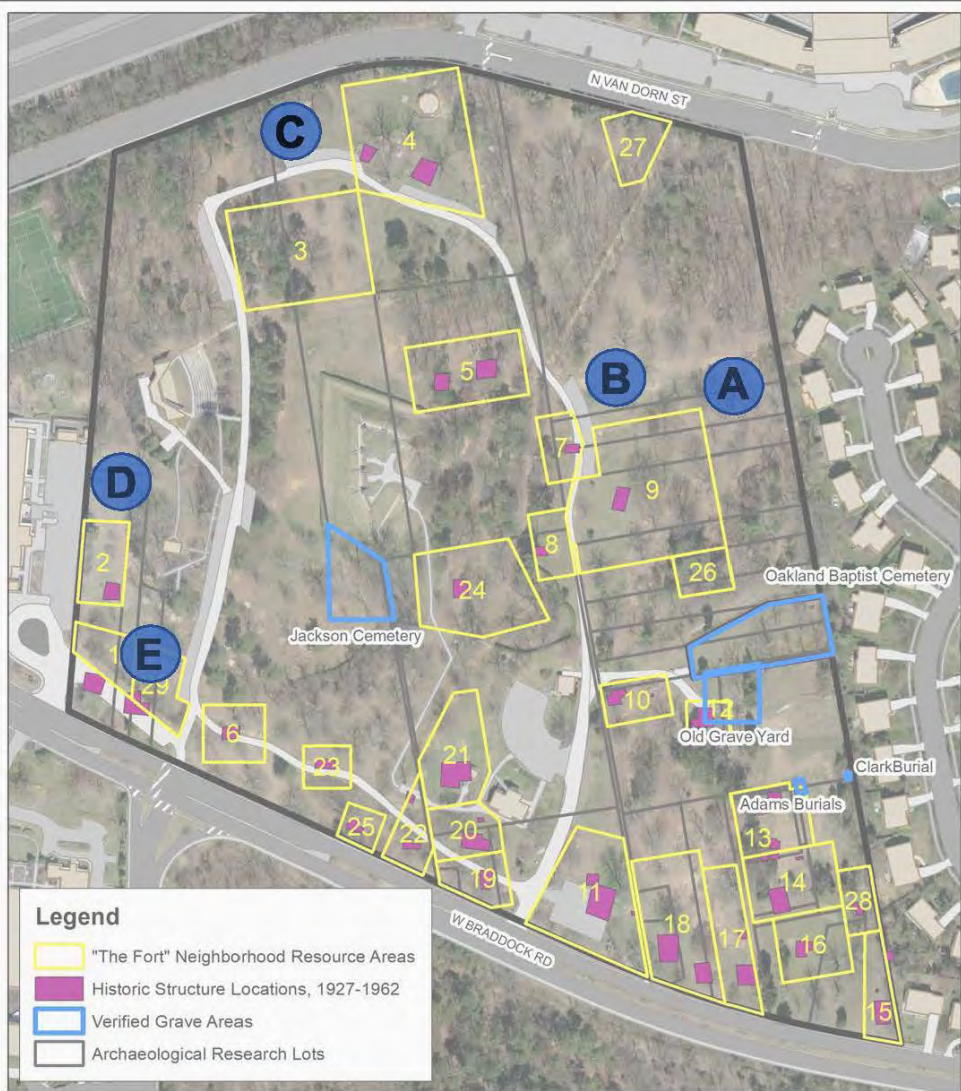 N VAN DORN ST
C
4
27
3
5
B
A
7
9
D
8
2
24
26
Oakland Baptist Cemetery
Jackson Cemetery
E
29
10
12
6
Old Grave Yard
23
21
ClarkBurial
Adams Burials
25
22
20
13
19
14
11
28
18
17
16
15
W BRADDOCK RD
Legend
"The Fort" Neighborhood Resource Areas
Historic Structure Locations, 1927-1962
Verified Grave Areas
Archaeological Research Lots